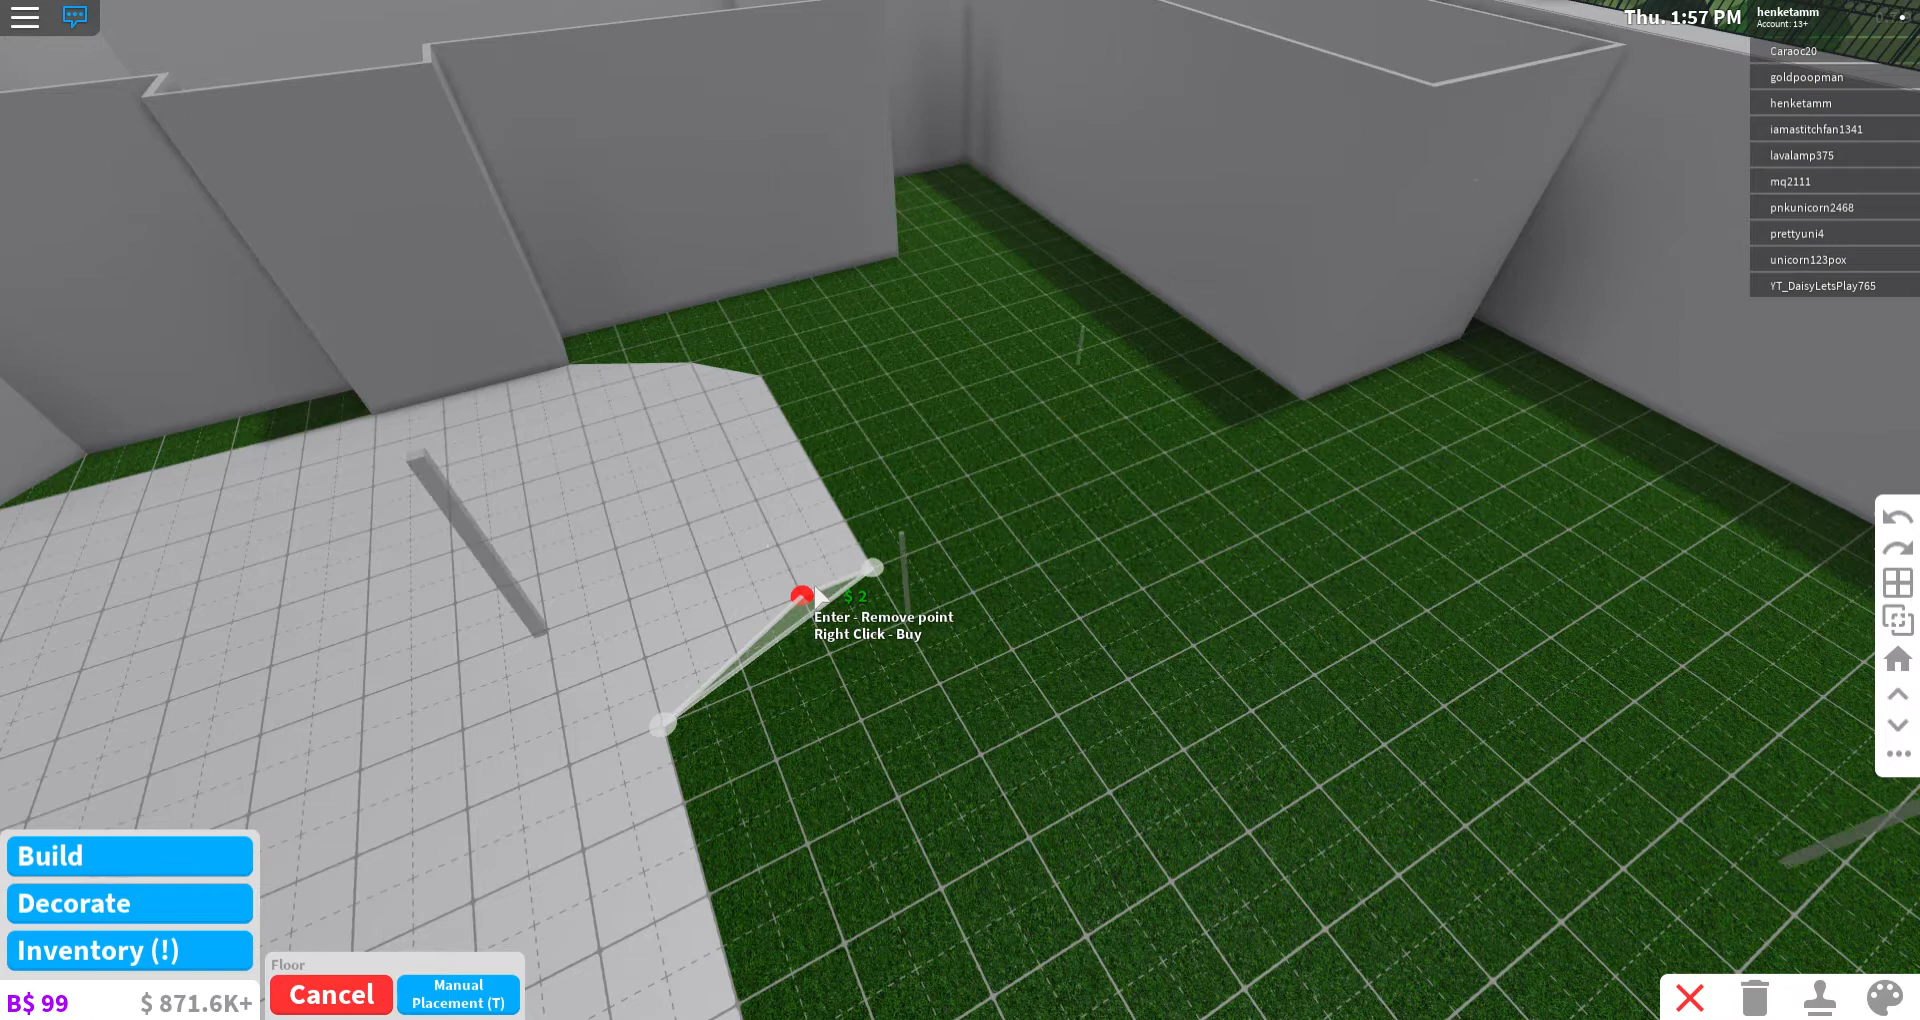 Thu. 1:57 PM
henketamm
Account: 13+
Caraoc20
goldpoopman
henketamm
iamastitchfan1341
lavalamp375
mq2111
pnkunicorn2468
prettyuni4
unicorn123pox
YT_DaisyLetsPlay765
$ 2
Enter - Remove point
Right Click - Buy
Build
Decorate
Inventory (!)
B$ 99
$ 871.6K+
Floor
Cancel
Manual
Placement (T)